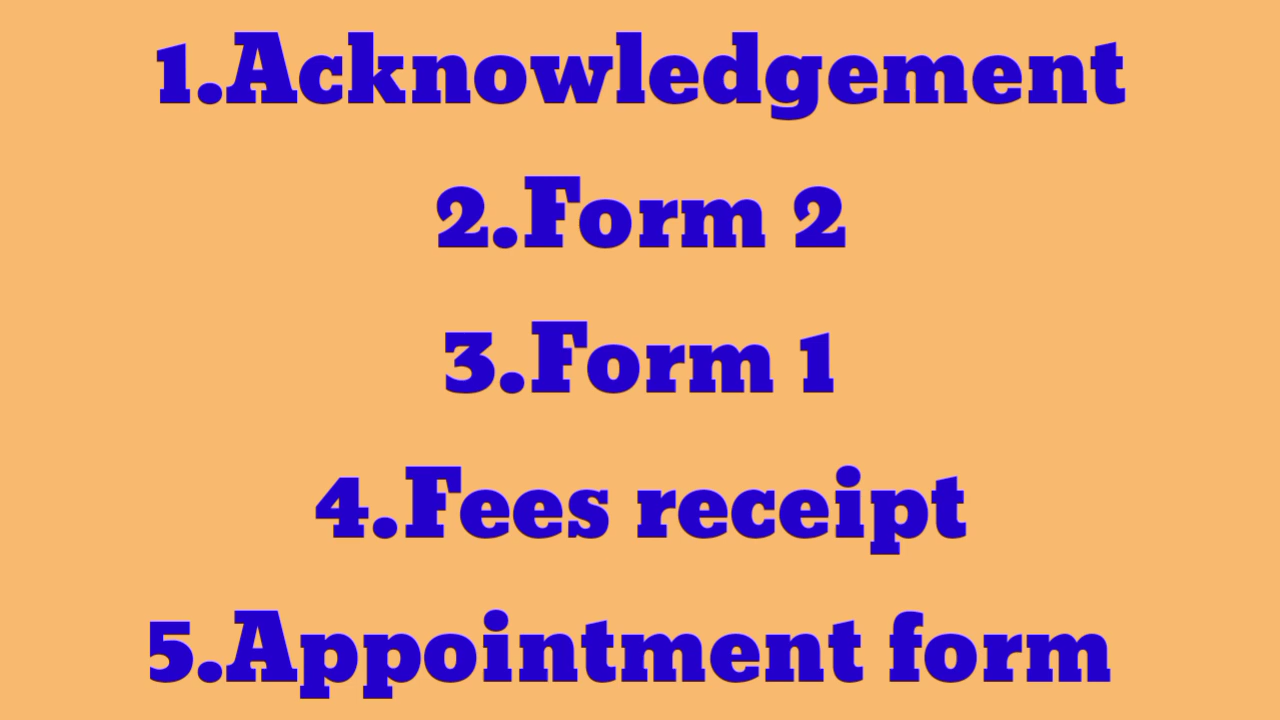 1.Acknowledgement
2.Form 2
3.Form 1
4.Fees receipt
5.Appointment form